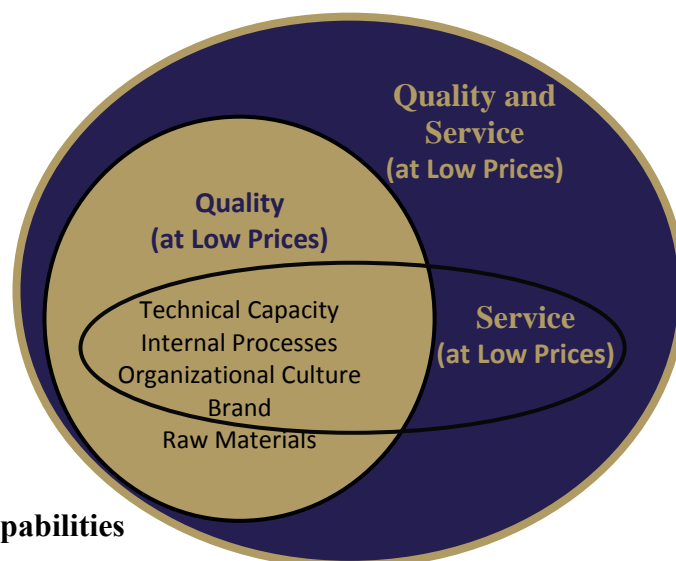 Quality and
Service
(at Low Prices)
Quality
(at Low Prices)
Technical Capacity
Internal Processes
Organizational Culture
Brand
Raw Materials
Service
(at Low Prices)
pabilities